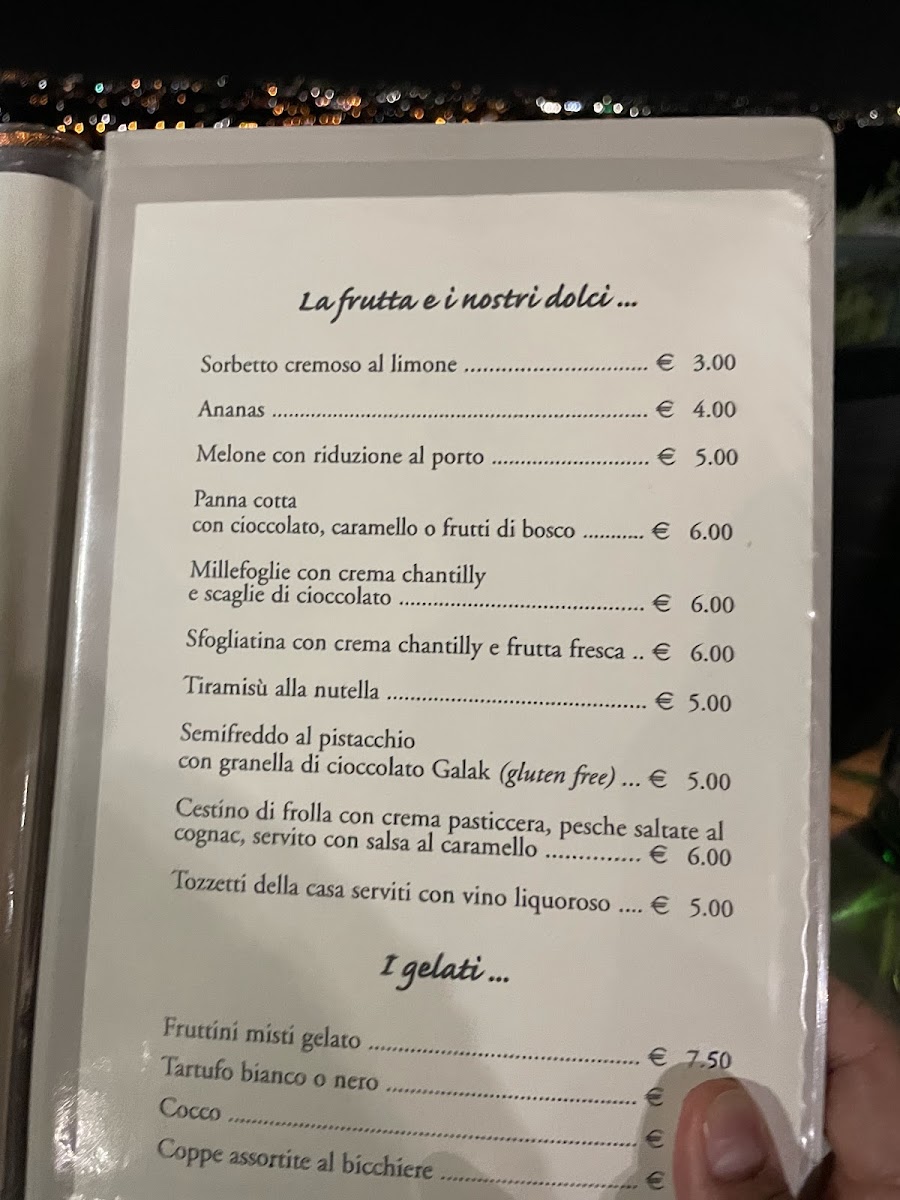 La frutta e i nostri dolci ...
Sorbetto cremoso al limone ............................. € 3.00
Ananas ............................................................ € 4.00
Melone con riduzione al porto ......................... € 5.00
Panna cotta
con cioccolato, caramello o frutti di bosco ........... € 6.00
Millefoglie con crema chantilly
e scaglie di cioccolato ....................................... € 6.00
Sfogliatina con crema chantilly e frutta fresca .. € 6.00
Tiramisù alla nutella ......................................... € 5.00
Semifreddo al pistacchio
con granella di cioccolato Galak (gluten free) ... € 5.00
Cestino di frolla con crema pasticcera, pesche saltate al
cognac, servito con salsa al caramello .............. € 6.00
Tozzetti della casa serviti con vino liquoroso .... € 5.00
I gelati ...
Fruttini misti gelato ........................................... € 7.50
Tartufo bianco o nero ........................................ €
Cocco ................................................................. €
Coppe assortite al bicchiere ............................... €